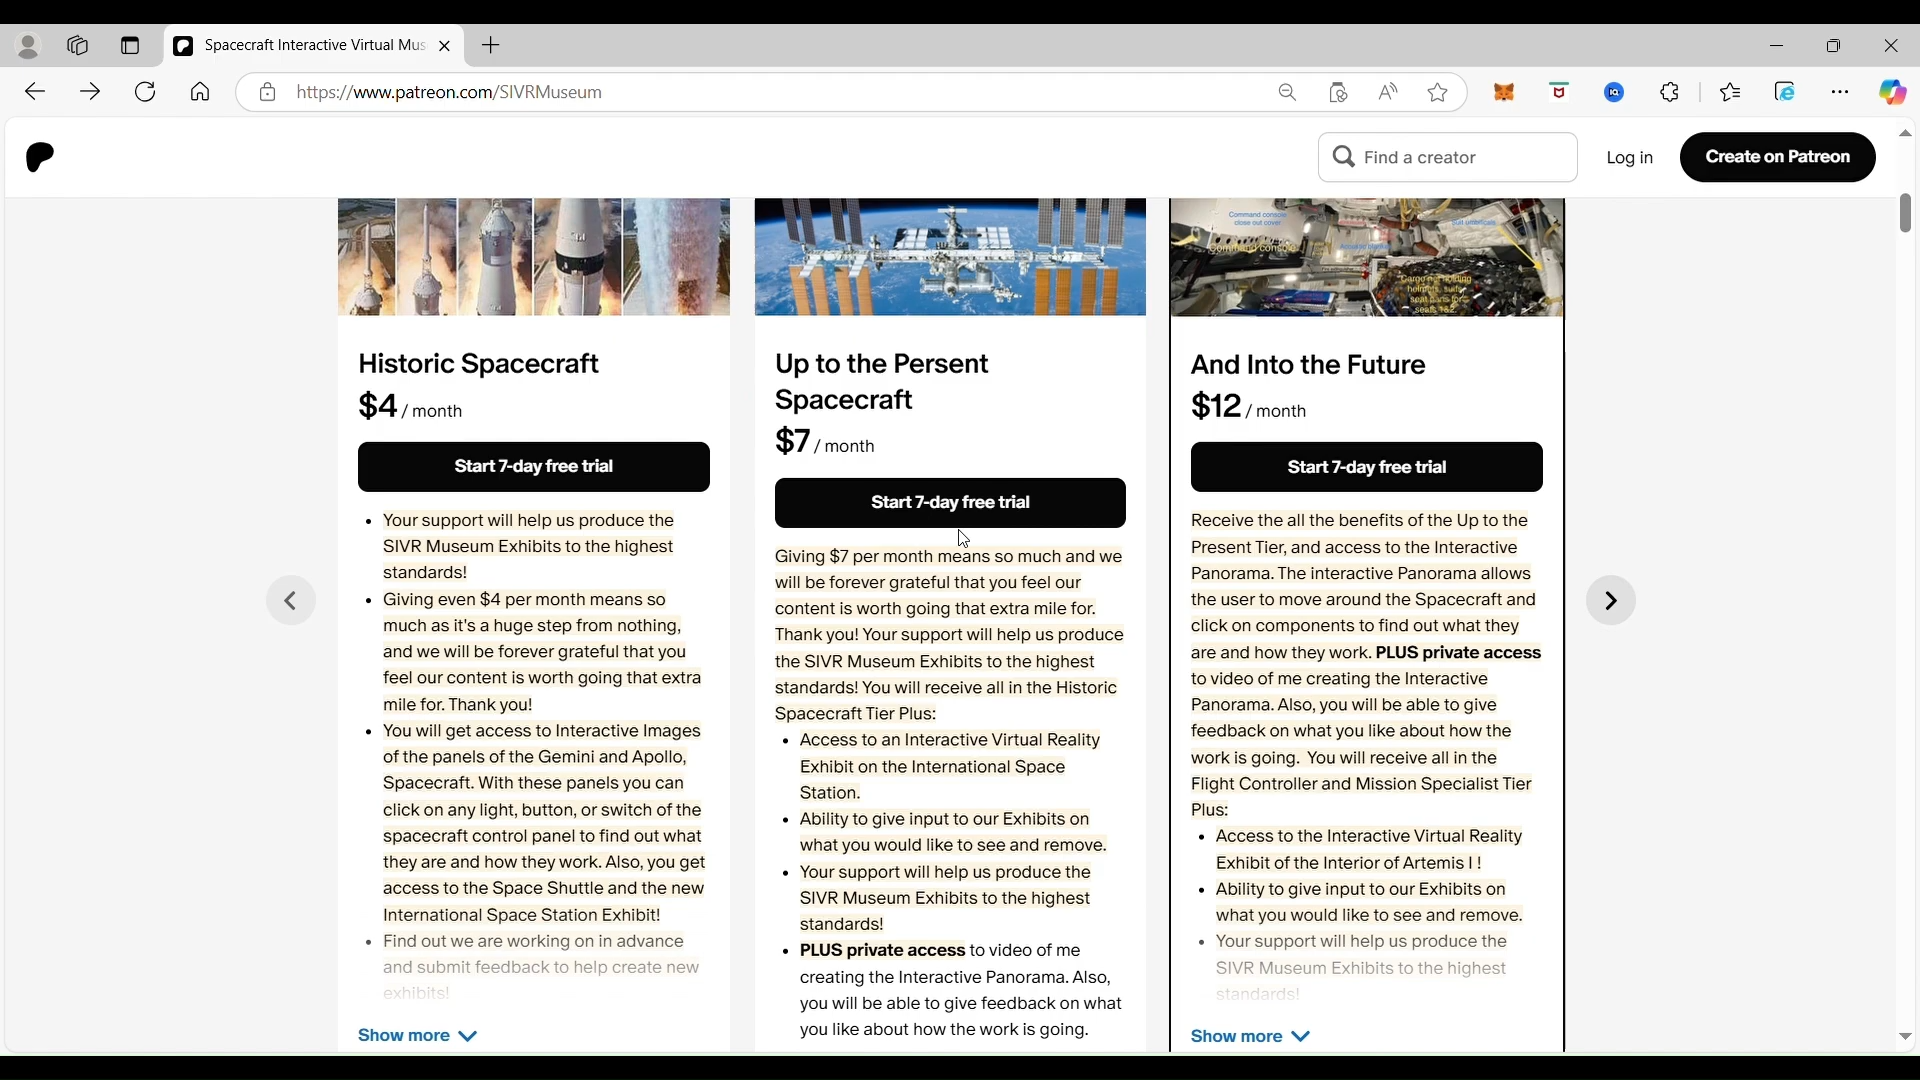 Spacecraft Interactive Virtual Mus
https://www.patreon.com/SIVRMuseum
Find a creator
Log in
Create on Patreon
Historic Spacecraft
$4 / month
Start 7-day free trial
• Your support will help us produce the
SIVR Museum Exhibits to the highest
standards!
• Giving even $4 per month means so
much as it's a huge step from nothing,
and we will be forever grateful that you
feel our content is worth going that extra
mile for. Thank you!
• You will get access to Interactive Images
of the panels of the Gemini and Apollo,
Spacecraft. With these panels you can
click on any light, button, or switch of the
spacecraft control panel to find out what
they are and how they work. Also, you get
access to the Space Shuttle and the new
International Space Station Exhibit!
• Find out we are working on in advance
and submit feedback to help create new
exhibits!
Show more
Up to the Persent
Spacecraft
$7 / month
Start 7-day free trial
Giving $7 per month means so much and we
will be forever grateful that you feel our
content is worth going that extra mile for.
Thank you! Your support will help us produce
the SIVR Museum Exhibits to the highest
standards! You will receive all in the Historic
Spacecraft Tier Plus:
• Access to an Interactive Virtual Reality
Exhibit on the International Space
Station.
• Ability to give input to our Exhibits on
what you would like to see and remove.
• Your support will help us produce the
SIVR Museum Exhibits to the highest
standards!
• PLUS private access to video of me
creating the Interactive Panorama. Also,
you will be able to give feedback on what
you like about how the work is going.
Command console
close out cover
Suit umbilicals
Command console
Cargo net holding
helmets, suits,
seat pans for
seats 1&2
And Into the Future
$12 / month
Start 7-day free trial
Receive the all the benefits of the Up to the
Present Tier, and access to the Interactive
Panorama. The interactive Panorama allows
the user to move around the Spacecraft and
click on components to find out what they
are and how they work. PLUS private access
to video of me creating the Interactive
Panorama. Also, you will be able to give
feedback on what you like about how the
work is going. You will receive all in the
Flight Controller and Mission Specialist Tier
Plus:
• Access to the Interactive Virtual Reality
Exhibit of the Interior of Artemis I !
• Ability to give input to our Exhibits on
what you would like to see and remove.
• Your support will help us produce the
SIVR Museum Exhibits to the highest
standards!
Show more